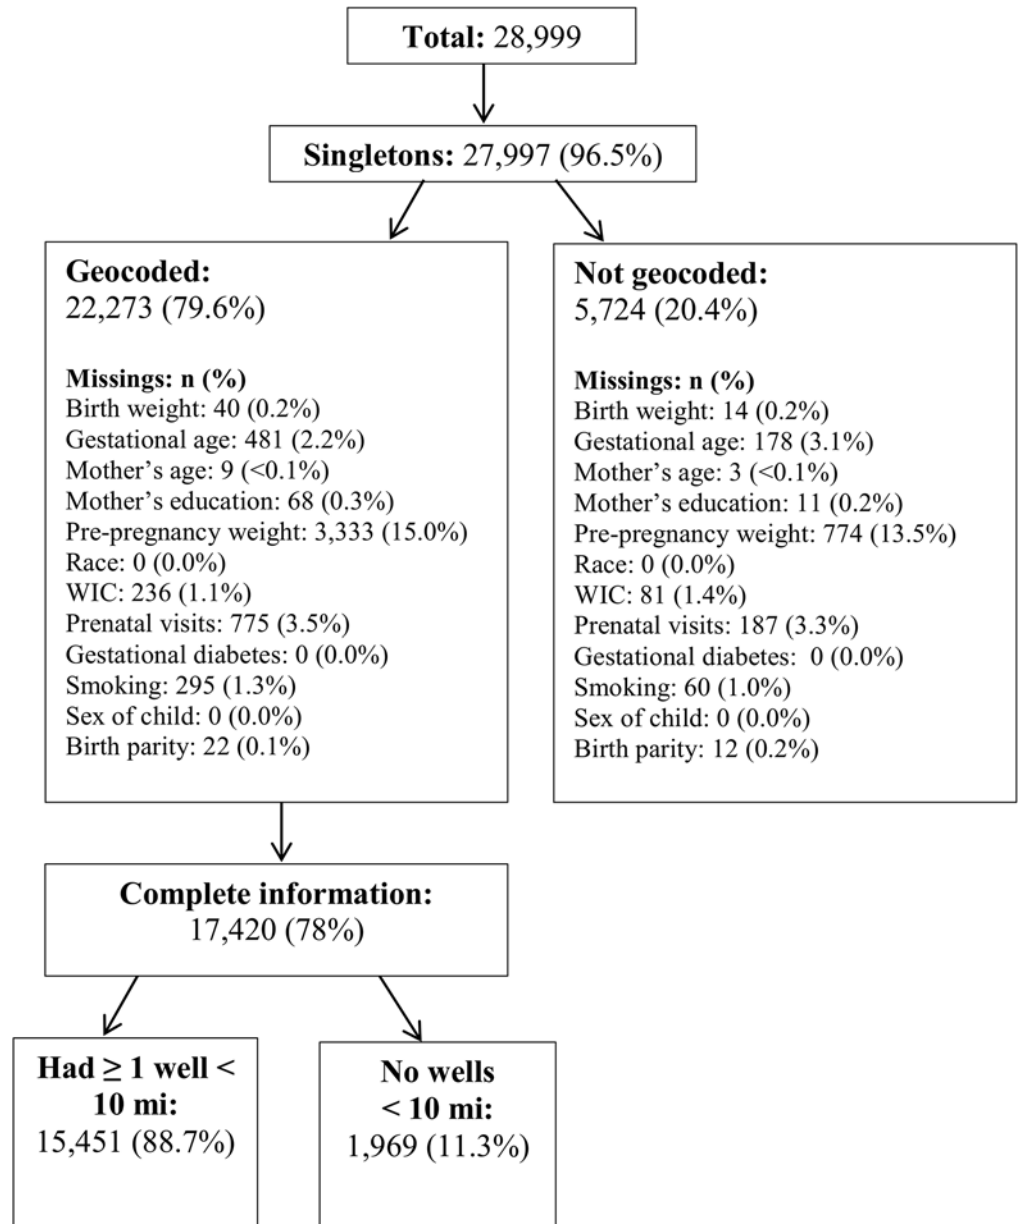 Total: 28,999
Singletons: 27,997 (96.5%)
Geocoded:
22,273 (79.6%)
Missings: n (%)
Birth weight: 40 (0.2%)
Gestational age: 481 (2.2%)
Mother’s age: 9 (<0.1%)
Mother’s education: 68 (0.3%)
Pre-pregnancy weight: 3,333 (15.0%)
Race: 0 (0.0%)
WIC: 236 (1.1%)
Prenatal visits: 775 (3.5%)
Gestational diabetes: 0 (0.0%)
Smoking: 295 (1.3%)
Sex of child: 0 (0.0%)
Birth parity: 22 (0.1%)
Not geocoded:
5,724 (20.4%)
Missings: n (%)
Birth weight: 14 (0.2%)
Gestational age: 178 (3.1%)
Mother’s age: 3 (<0.1%)
Mother’s education: 11 (0.2%)
Pre-pregnancy weight: 774 (13.5%)
Race: 0 (0.0%)
WIC: 81 (1.4%)
Prenatal visits: 187 (3.3%)
Gestational diabetes: 0 (0.0%)
Smoking: 60 (1.0%)
Sex of child: 0 (0.0%)
Birth parity: 12 (0.2%)
Complete information:
17,420 (78%)
Had ≥ 1 well <
10 mi:
15,451 (88.7%)
No wells
< 10 mi:
1,969 (11.3%)